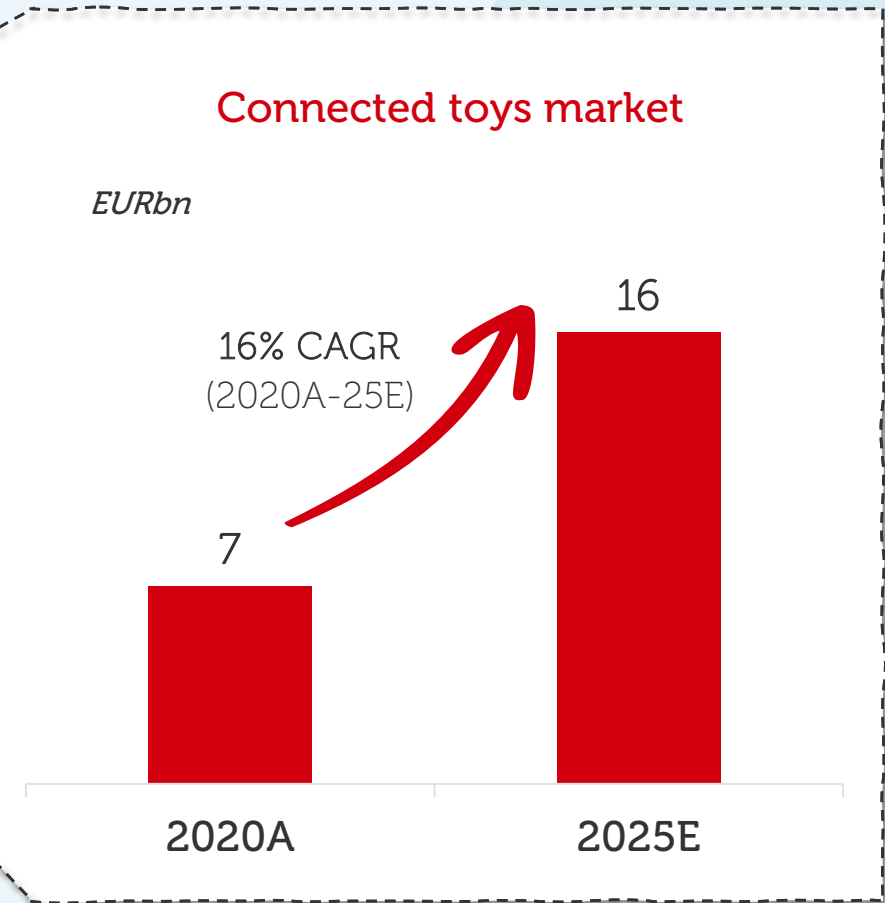 Connected toys market
EURbn
16
16% CAGR
(2020A-25E)
7
2020A
2025E